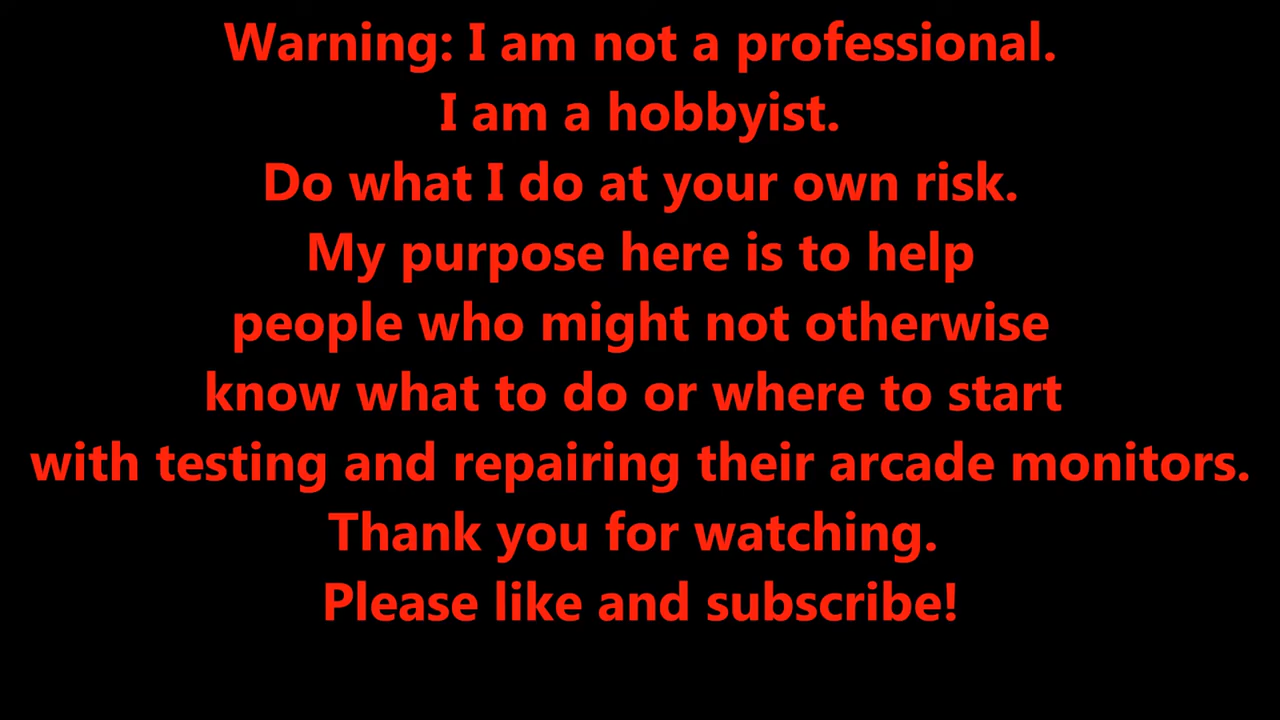 Warning: I am not a professional.
I am a hobbyist.
Do what I do at your own risk.
My purpose here is to help
people who might not otherwise
know what to do or where to start
with testing and repairing their arcade monitors.
Thank you for watching.
Please like and subscribe!